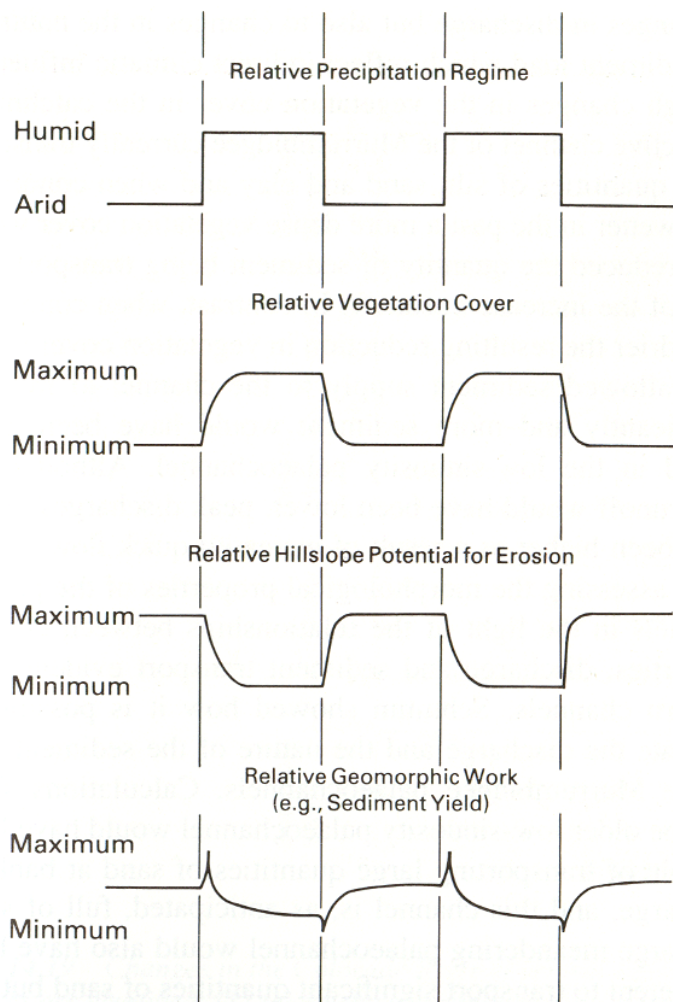 Relative Precipitation Regime
Humid
Arid
Relative Vegetation Cover
Maximum
Minimum
Relative Hillslope Potential for Erosion
Maximum
Minimum
Relative Geomorphic Work
(e.g., Sediment Yield)
Maximum
Minimum